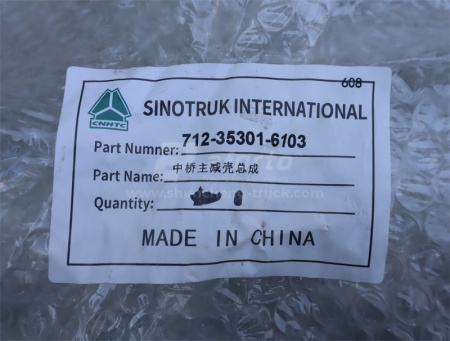 608
SINOTRUK INTERNATIONAL
CNHTC
Part Numner: 712-35301-6103
Part Name: 中桥主减壳总成
Quantity:
MADE IN CHINA